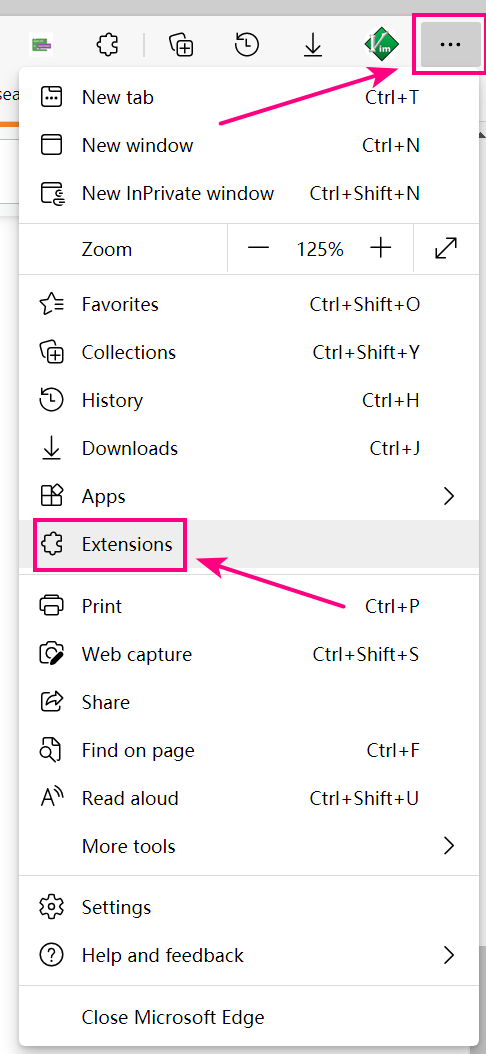 Vim
sea
New tab Ctrl+T
New window Ctrl+N
New InPrivate window Ctrl+Shift+N
Zoom 125%
Favorites Ctrl+Shift+O
Collections Ctrl+Shift+Y
History Ctrl+H
Downloads Ctrl+J
Apps
Extensions
Print Ctrl+P
Web capture Ctrl+Shift+S
Share
Find on page Ctrl+F
Read aloud Ctrl+Shift+U
More tools
Settings
Help and feedback
Close Microsoft Edge